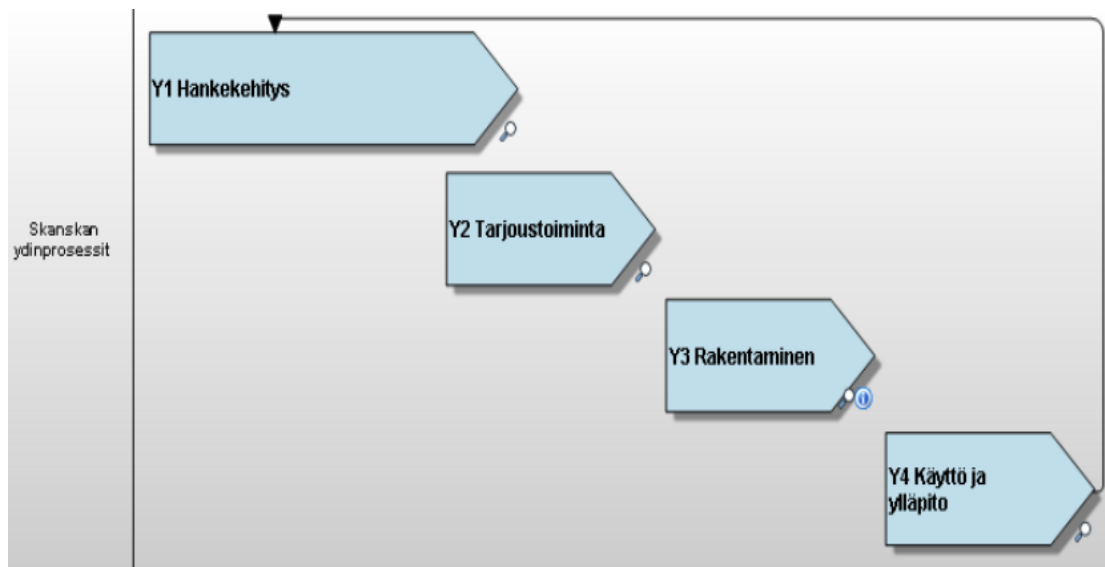 Y1 Hankekehitys
Y2 Tarjoustoiminta
Skanskan
ydinprosessit
Y3 Rakentaminen
Y4 Käyttö ja
ylläpito